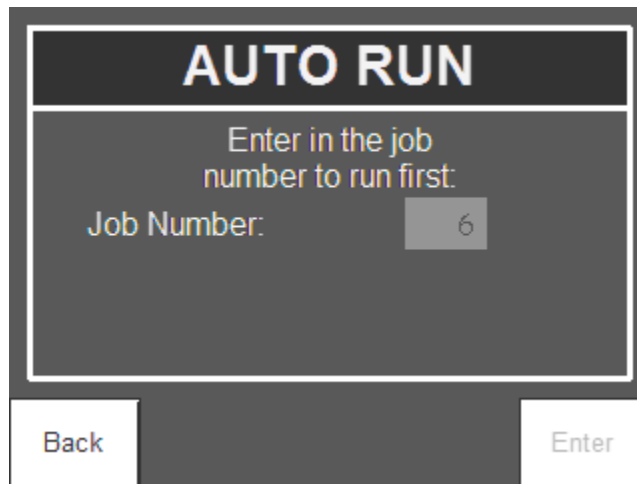 AUTO RUN
Enter in the job
number to run first:
Job Number: 6
Back Enter